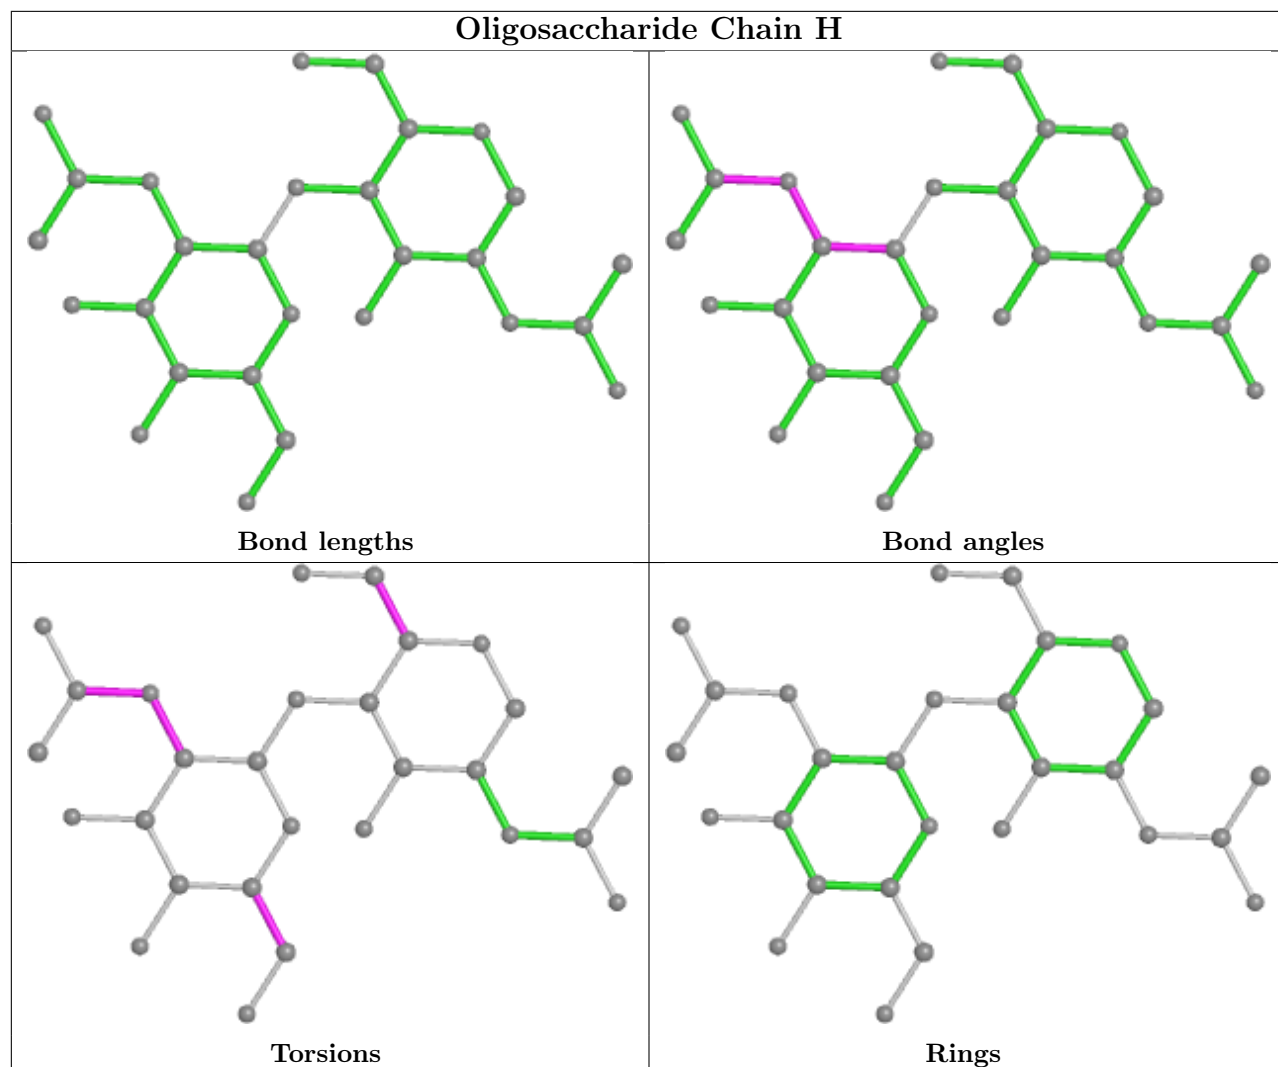 Oligosaccharide Chain H
Bond lengths
Bond angles
Torsions
Rings